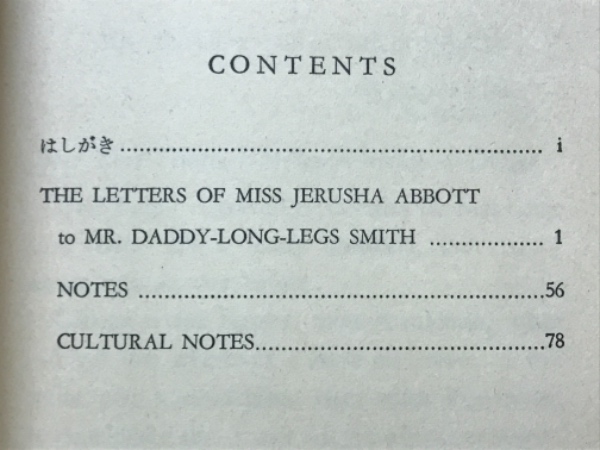 CONTENTS
はしがき................................................................ i
THE LETTERS OF MISS JERUSHA ABBOTT
to MR. DADDY-LONG-LEGS SMITH .................. 1
NOTES ................................................................56
CULTURAL NOTES.............................................78